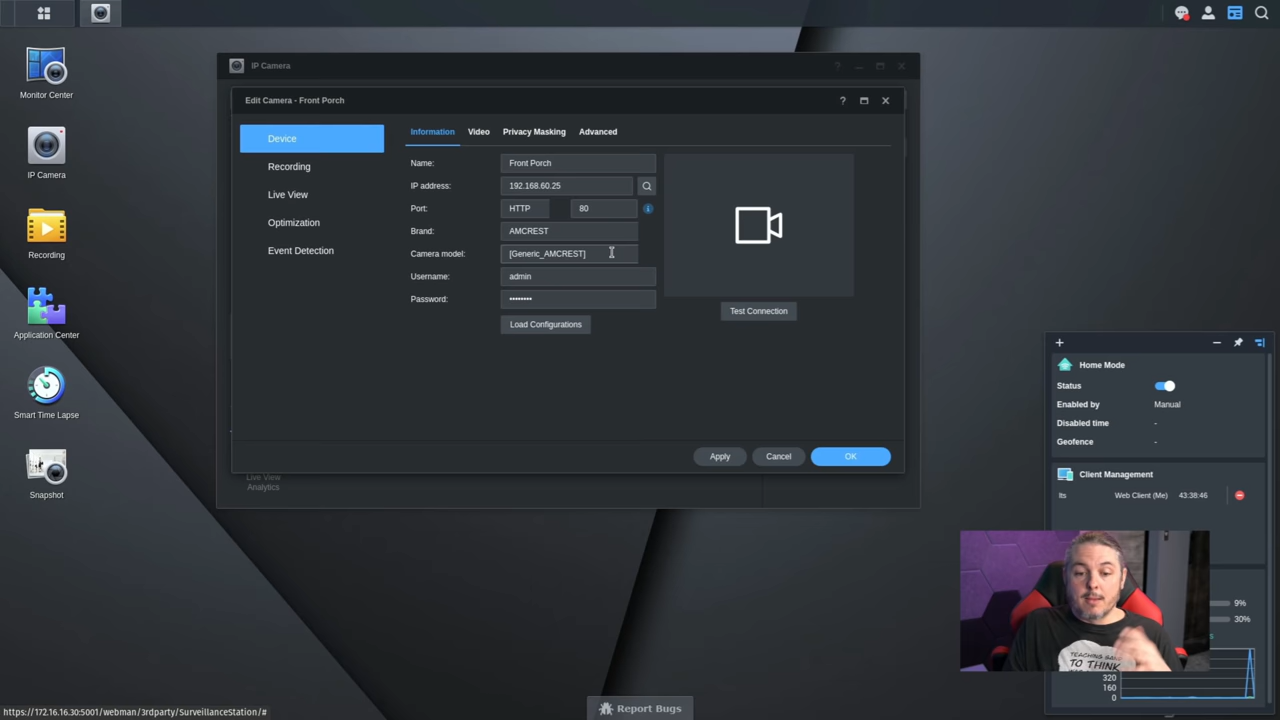 Monitor Center
IP Camera
Recording
Application Center
Smart Time Lapse
Snapshot
IP Camera
?
Edit Camera - Front Porch
?
Device
Recording
Live View
Optimization
Event Detection
Information Video Privacy Masking Advanced
Name: Front Porch
IP address: 192.168.60.25
Port: HTTP 80
Brand: AMCREST
Camera model: [Generic_AMCREST]
Username: admin
Password: ••••••••
Load Configurations
Test Connection
Apply Cancel OK
Live View
Analytics
Home Mode
Status
Enabled by Manual
Disabled time -
Geofence -
Client Management
lts Web Client (Me) 43:38:46
9%
30%
320
160
0
TO THINK
https://172.16.16.30:5001/webman/3rdparty/SurveillanceStation/#
Report Bugs